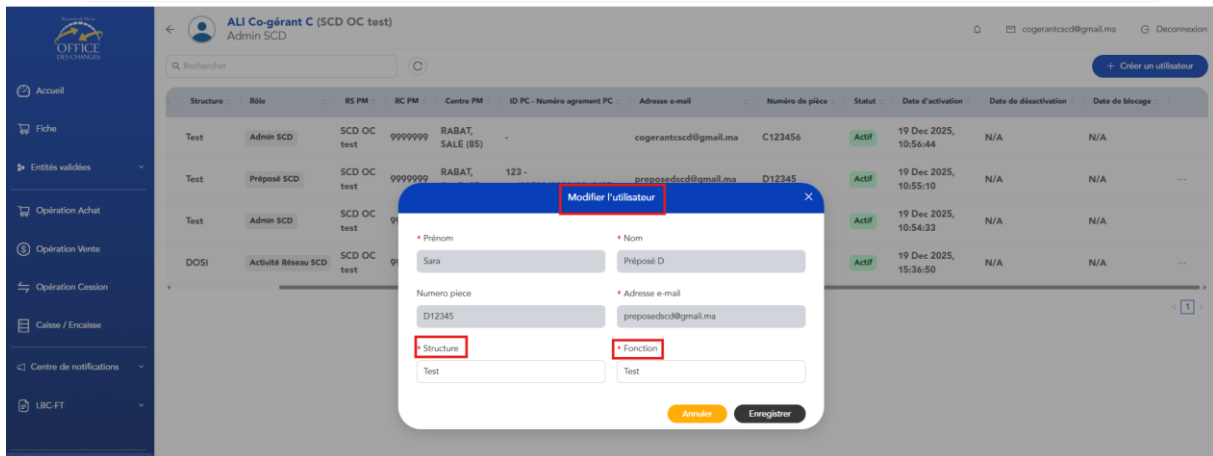 OFFICE
DES CHANGES
Accueil
Fiche
Entités validées
Opération Achat
Opération Vente
Opération Cession
Caisse / Encaisse
Centre de notifications
LBC-FT
ALI Co-gérant C (SCD OC test)
Admin SCD
cogerantcscd@gmail.ma
Deconnexion
Rechercher
+ Créer un utilisateur
Structure Rôle RS PM RC PM Centre PM ID PC - Numéro agrement PC Adresse e-mail Numéro de pièce Statut Date d'activation Date de désactivation Date de blocage
Test Admin SCD SCD OC test 9999999 RABAT, SALE (85) - cogerantcscd@gmail.ma C123456 Actif 19 Dec 2025, 10:56:44 N/A N/A
Test Préposé SCD SCD OC test 9999999 RABAT, 123 - preposedscd@gmail.ma D12345 Actif 19 Dec 2025, 10:55:10 N/A N/A ...
Test Admin SCD SCD OC test Actif 19 Dec 2025, 10:54:33 N/A N/A
DOSI Activité Réseau SCD SCD OC test Actif 19 Dec 2025, 15:36:50 N/A N/A ...
< 1 >
Modifier l'utilisateur
* Prénom
Sara
* Nom
Préposé D
Numero piece
D12345
* Adresse e-mail
preposedscd@gmail.ma
* Structure
Test
* Fonction
Test
Annuler
Enregistrer